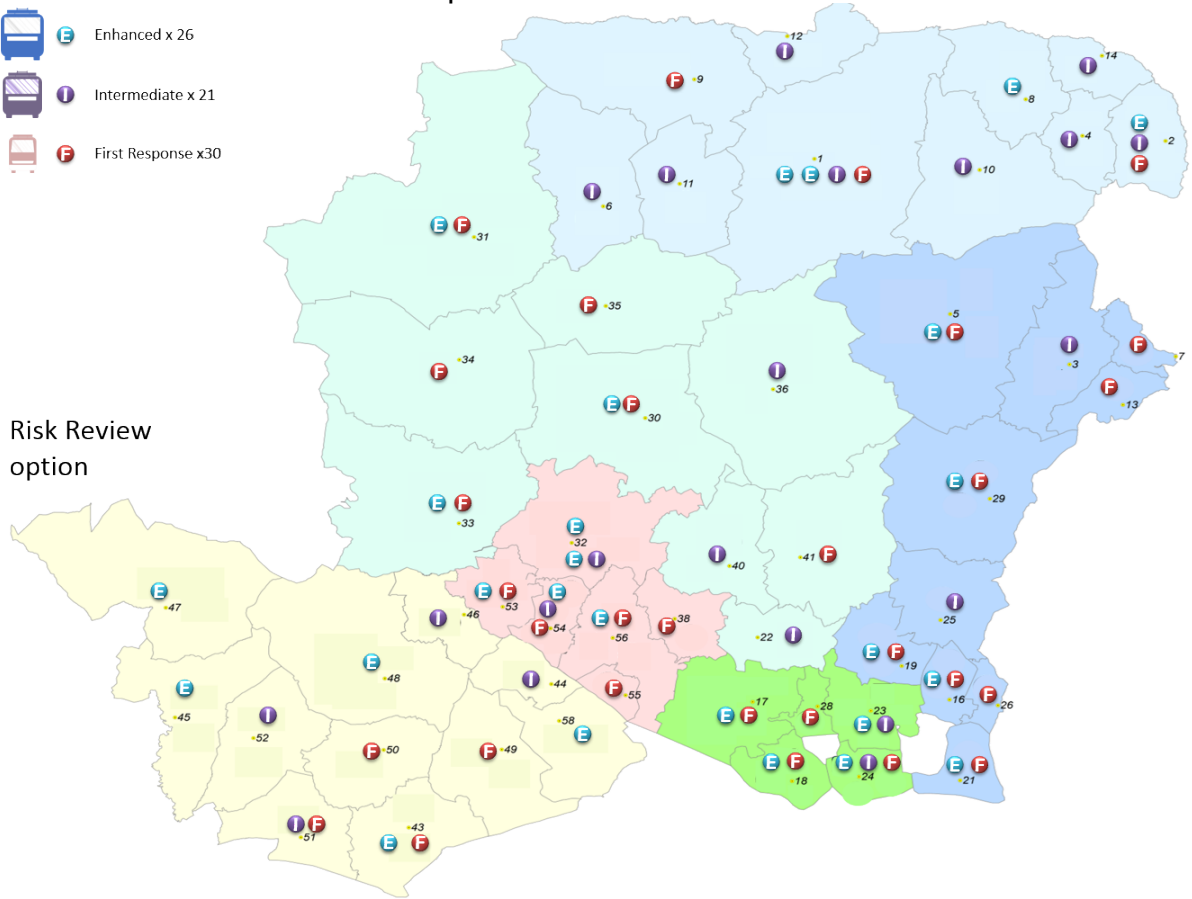 E Enhanced x 26
I Intermediate x 21
F First Response x30
Risk Review
option
12
I
14
I
F 9
E 8
E
I 4
I 2
F
1
E E I F
I 10
I 11
I 6
E F 31
F 35
5
E F
I 3
F 7
F 13
34
F
I 36
E F 30
E F 29
E F 33
E
32
E I
I 40
41 F
E 47
E F 53
E
I
F 54
I 46
E F 56
F 38
I 25
22 I
E F 19
E 48
I 44
F 55
E 45
E F 16
F 26
17
E F
28
F
23
E I
I 52
58
E
F 50
F 49
E F 18
E I F 24
E F 21
I F 51
43
E F